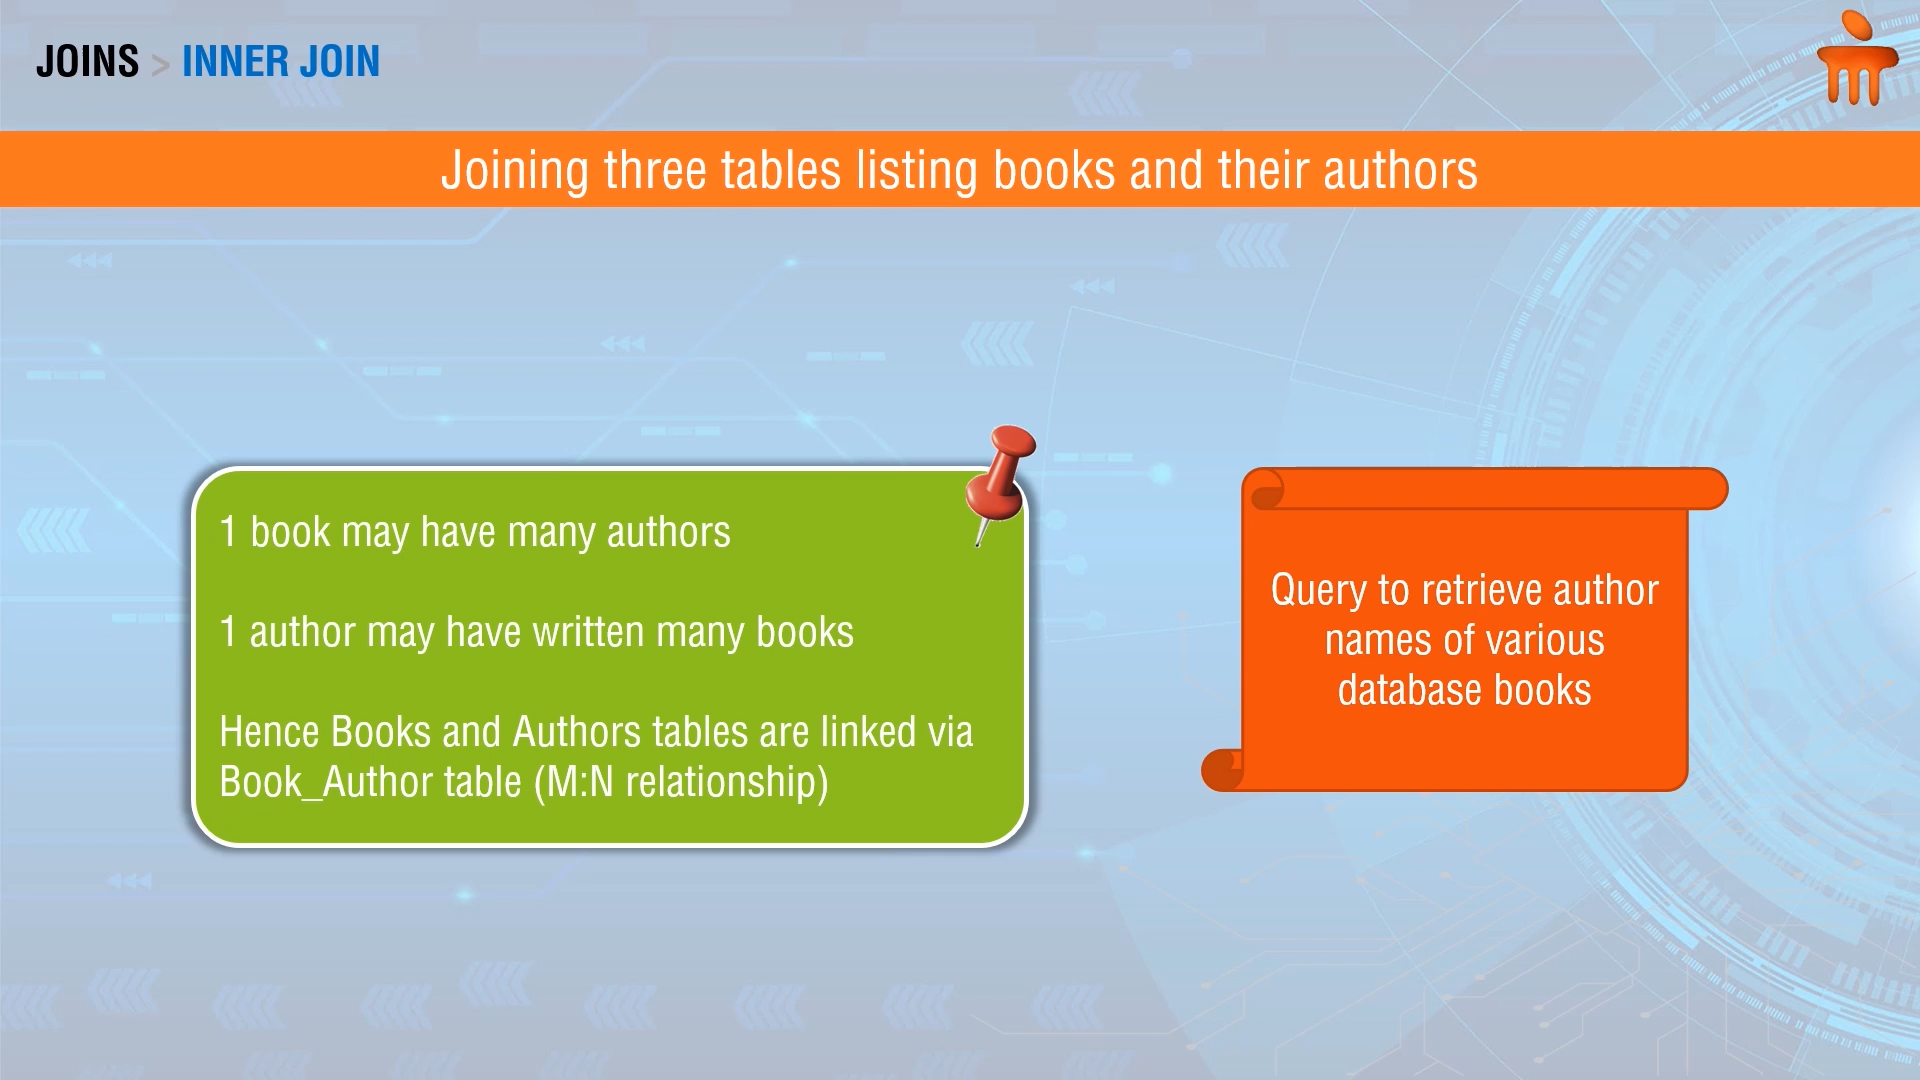 JOINS > INNER JOIN
Joining three tables listing books and their authors
1 book may have many authors
1 author may have written many books
Hence Books and Authors tables are linked via
Book_Author table (M:N relationship)
Query to retrieve author
names of various
database books